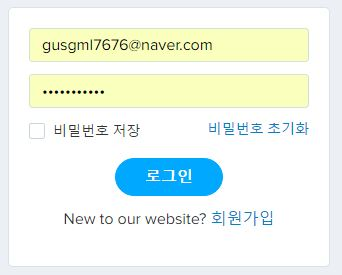 gusgml7676@naver.com
•••••••••••
비밀번호 저장 비밀번호 초기화
로그인
New to our website? 회원가입